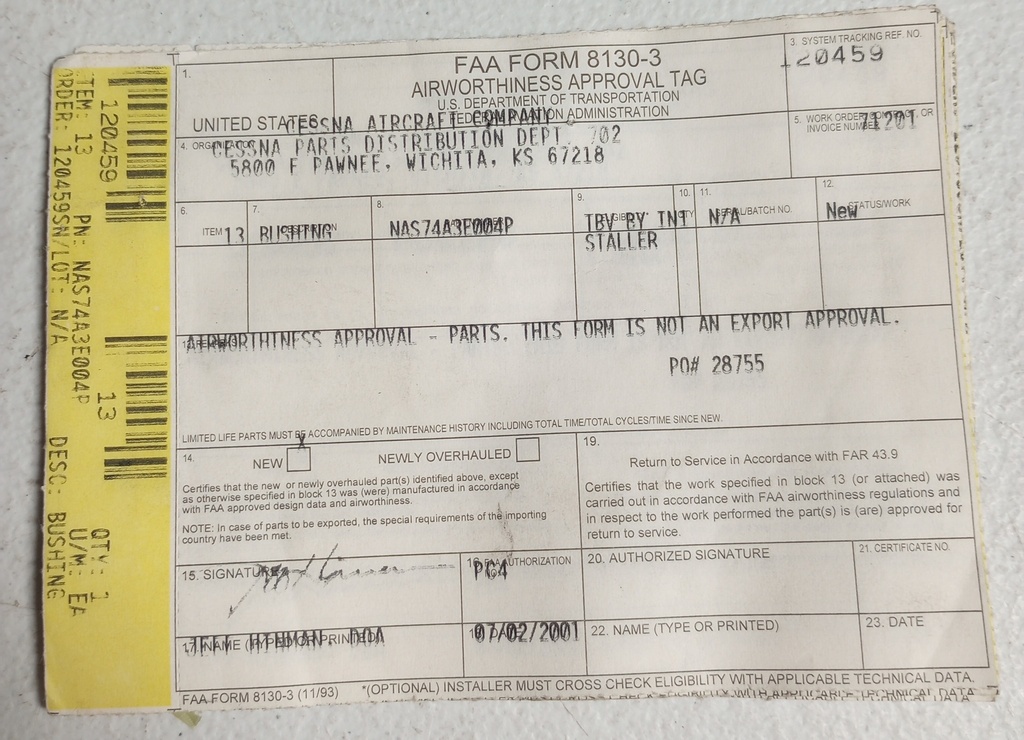 1.
FAA FORM 8130-3
AIRWORTHINESS APPROVAL TAG
U.S. DEPARTMENT OF TRANSPORTATION
FEDERAL AVIATION ADMINISTRATION
UNITED STATES
3. SYSTEM TRACKING REF. NO.
120459
4. ORGANIZATION
CESSNA AIRCRAFT COMPANY
CESSNA PARTS DISTRIBUTION DEPT. 702
5800 E PAWNEE, WICHITA, KS 67218
5. WORK ORDER, CONTRACT OR
INVOICE NUMBER
71201
6.
ITEM
13
7.
DESCRIPTION
BUSHING
8.
NAS74A3E004P
9.
TBV BY INT
STALLER
10.
11.
SERIAL/BATCH NO.
N/A
12.
STATUS/WORK
New
AIRWORTHINESS APPROVAL - PARTS. THIS FORM IS NOT AN EXPORT APPROVAL.
PO# 28755
LIMITED LIFE PARTS MUST BE ACCOMPANIED BY MAINTENANCE HISTORY INCLUDING TOTAL TIME/TOTAL CYCLES/TIME SINCE NEW.
14.
NEW X NEWLY OVERHAULED
Certifies that the new or newly overhauled part(s) identified above, except
as otherwise specified in block 13 was (were) manufactured in accordance
with FAA approved design data and airworthiness.
NOTE: In case of parts to be exported, the special requirements of the importing
country have been met.
19.
Return to Service in Accordance with FAR 43.9
Certifies that the work specified in block 13 (or attached) was
carried out in accordance with FAA airworthiness regulations and
in respect to the work performed the part(s) is (are) approved for
return to service.
15. SIGNATURE
16. FAA AUTHORIZATION
PC4
20. AUTHORIZED SIGNATURE
21. CERTIFICATE NO.
17. NAME (TYPED OR PRINTED)
07/02/2001
22. NAME (TYPE OR PRINTED)
23. DATE
FAA FORM 8130-3 (11/93) *(OPTIONAL) INSTALLER MUST CROSS CHECK ELIGIBILITY WITH APPLICABLE TECHNICAL DATA.
120459 13 QTY: 1
ITEM: 13 PN: NAS74A3E004P U/M: EA
ORDER: 120459SN/LOT: N/A DESC: BUSHING